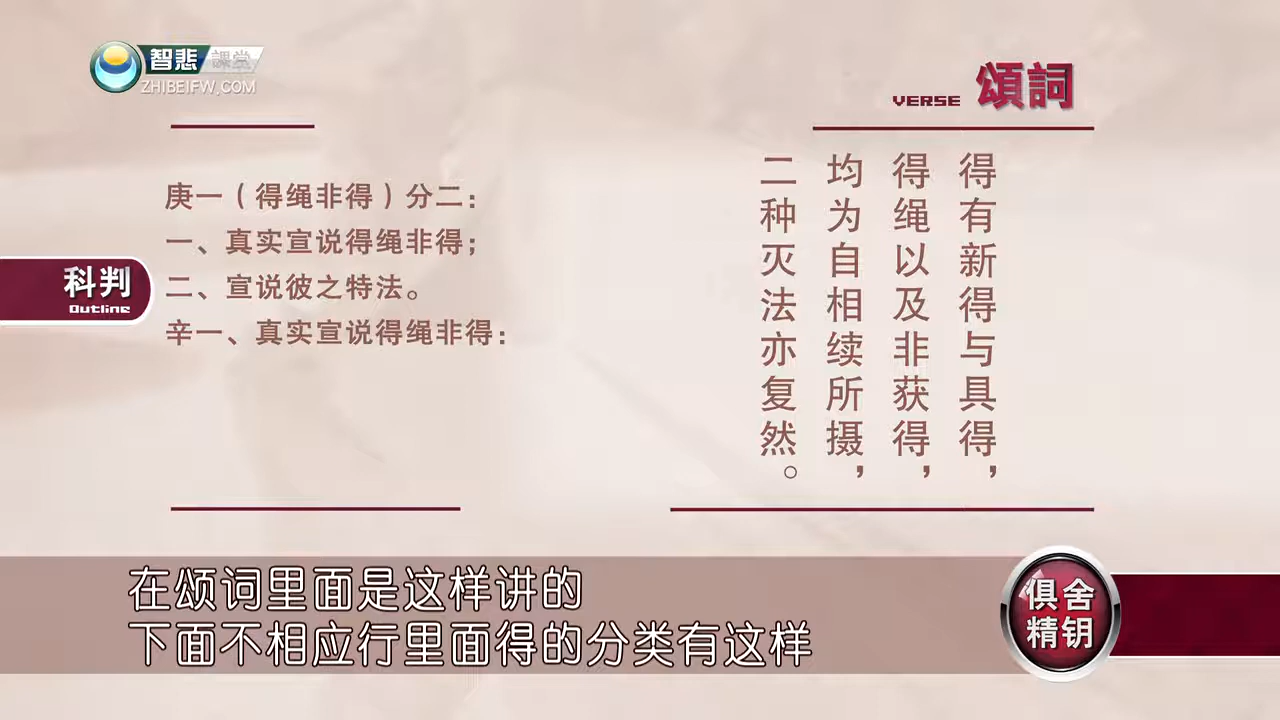 智悲
課堂
ZHIBEIFW.COM
VERSE
頌詞
得有新得与具得，
得绳以及非获得，
均为自相续所摄，
二种灭法亦复然。
庚一（得绳非得）分二：
一、真实宣说得绳非得；
二、宣说彼之特法。
辛一、真实宣说得绳非得：
科判
Outline
在颂词里面是这样讲的
下面不相应行里面得的分类有这样
俱舍
精钥